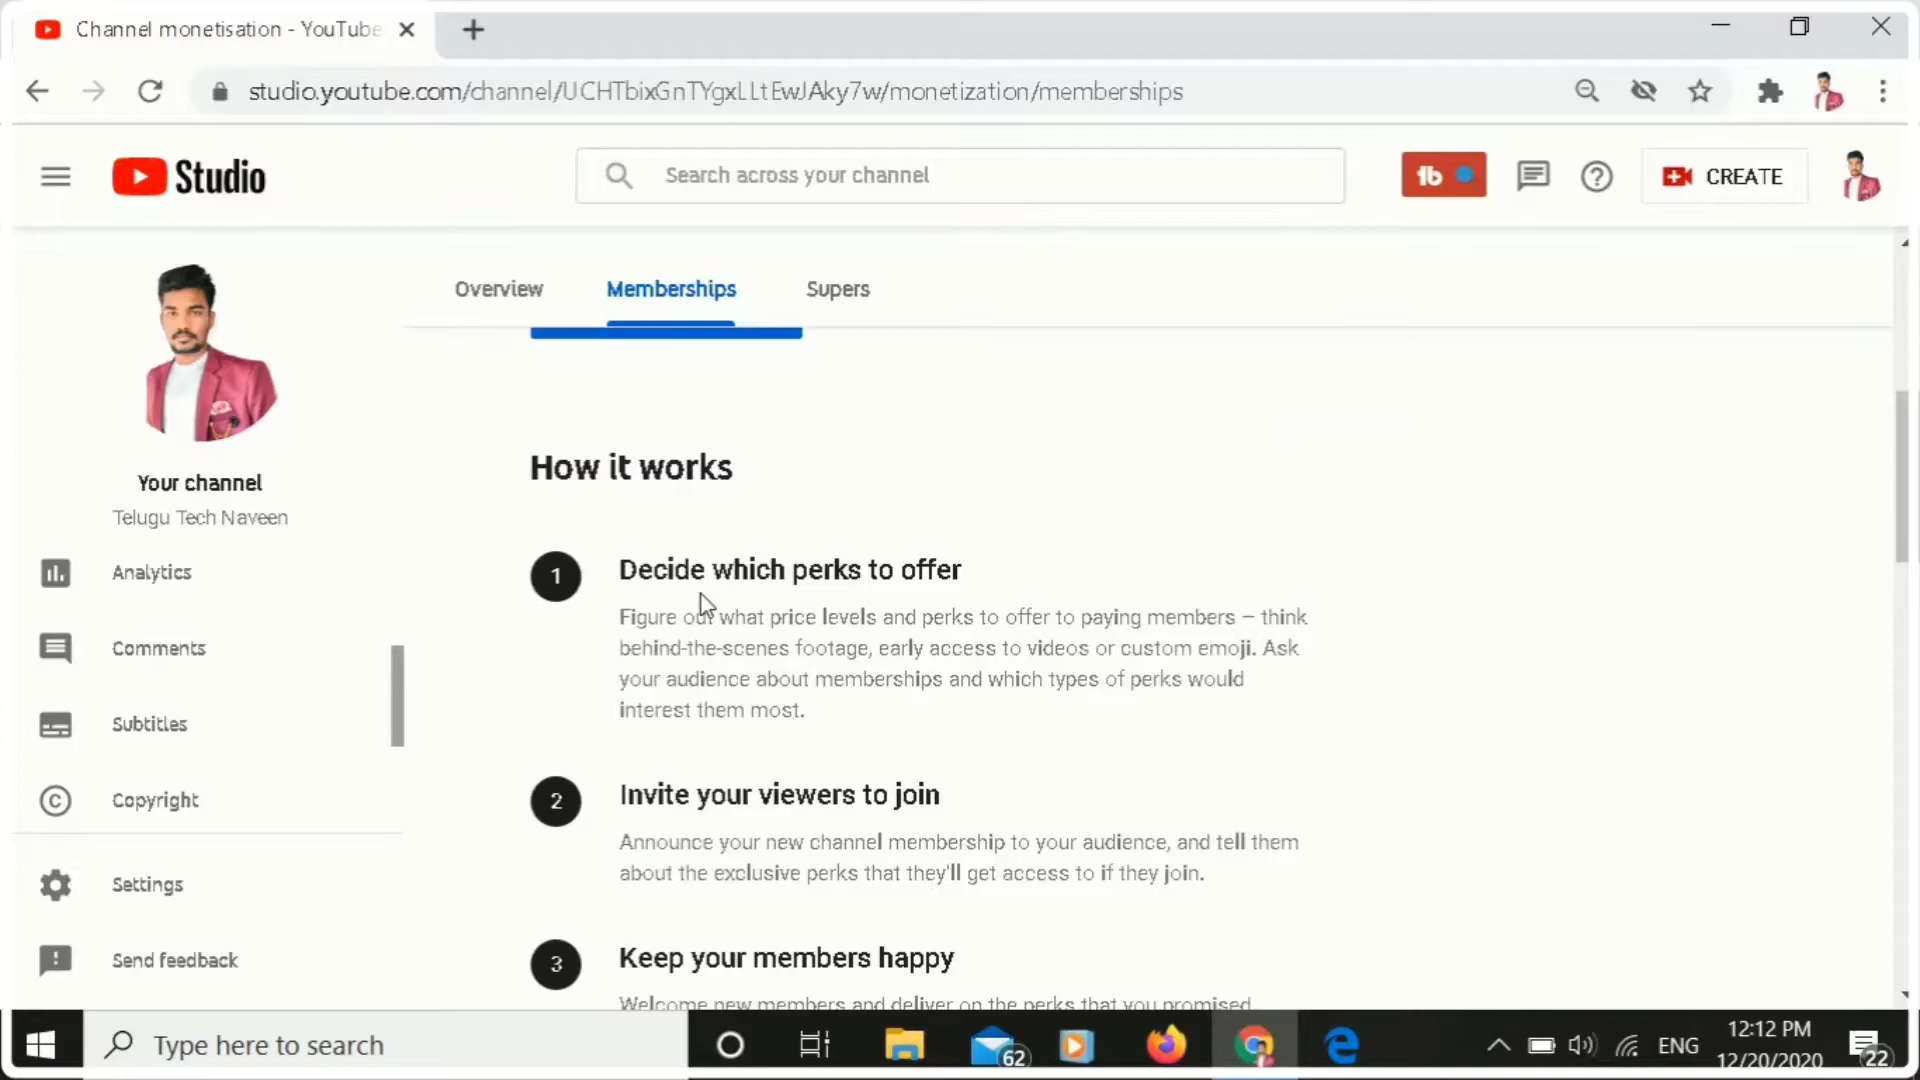 Channel monetisation - YouTube
studio.youtube.com/channel/UCHTbixGnTYgxLLtEwJAky7w/monetization/memberships
Studio
Search across your channel
tb
CREATE
Your channel
Telugu Tech Naveen
Analytics
Comments
Subtitles
Copyright
Settings
Send feedback
Overview
Memberships
Supers
How it works
1
Decide which perks to offer
Figure out what price levels and perks to offer to paying members – think
behind-the-scenes footage, early access to videos or custom emoji. Ask
your audience about memberships and which types of perks would
interest them most.
2
Invite your viewers to join
Announce your new channel membership to your audience, and tell them
about the exclusive perks that they'll get access to if they join.
3
Keep your members happy
Welcome new members and deliver on the perks that you promised
Type here to search
62
ENG
12:12 PM
12/20/2020
22